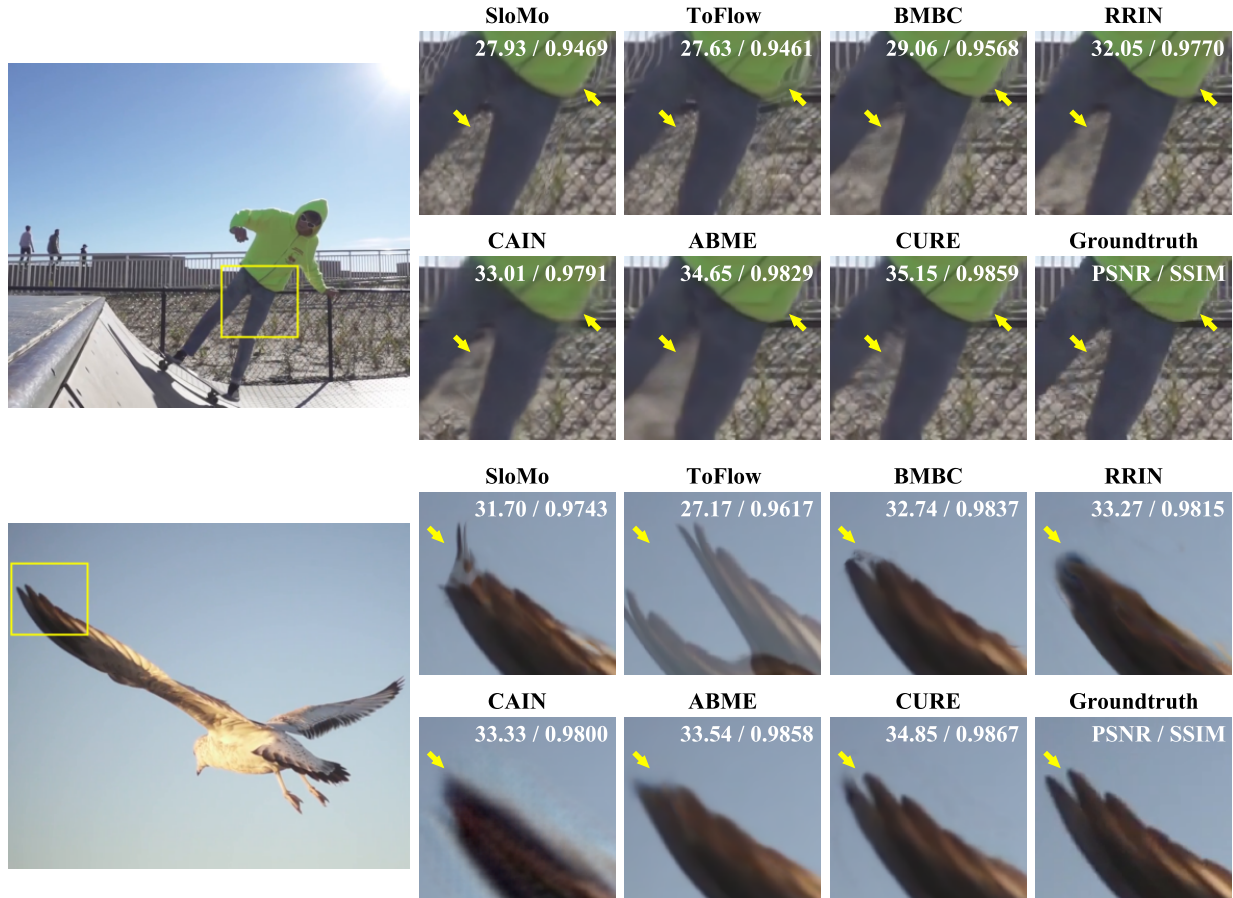 SloMo ToFlow BMBC RRIN
27.93 / 0.9469 27.63 / 0.9461 29.06 / 0.9568 32.05 / 0.9770
CAIN ABME CURE Groundtruth
33.01 / 0.9791 34.65 / 0.9829 35.15 / 0.9859 PSNR / SSIM
SloMo ToFlow BMBC RRIN
31.70 / 0.9743 27.17 / 0.9617 32.74 / 0.9837 33.27 / 0.9815
CAIN ABME CURE Groundtruth
33.33 / 0.9800 33.54 / 0.9858 34.85 / 0.9867 PSNR / SSIM